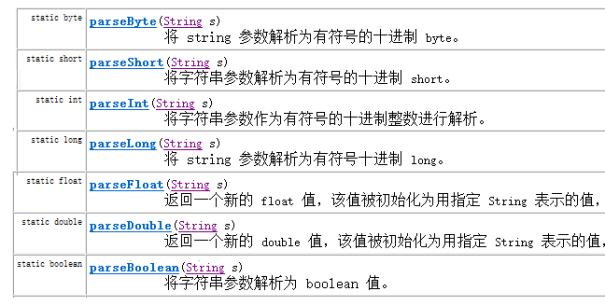 static byte parseByte(String s)
将 string 参数解析为有符号的十进制 byte。
static short parseShort(String s)
将字符串参数解析为有符号的十进制 short。
static int parseInt(String s)
将字符串参数作为有符号的十进制整数进行解析。
static long parseLong(String s)
将 string 参数解析为有符号十进制 long。
static float parseFloat(String s)
返回一个新的 float 值，该值被初始化为用指定 String 表示的值，
static double parseDouble(String s)
返回一个新的 double 值，该值被初始化为用指定 String 表示的值，
static boolean parseBoolean(String s)
将字符串参数解析为 boolean 值。